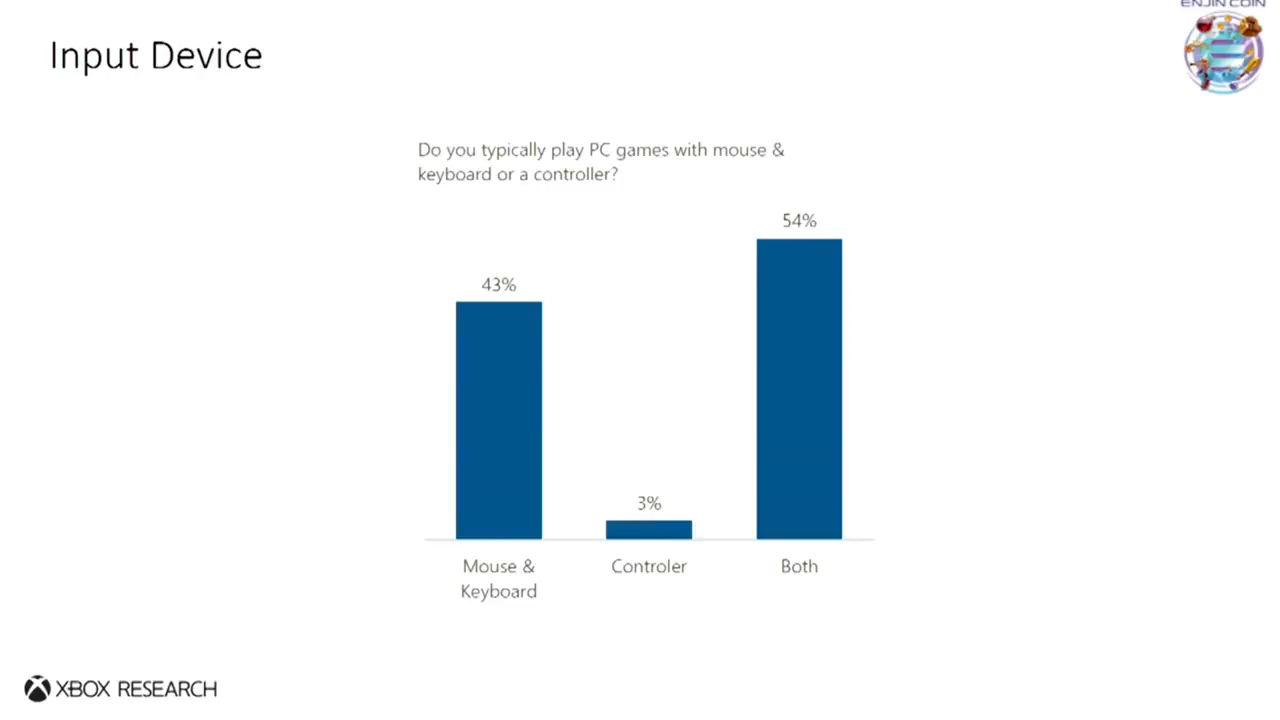 ENJIN COIN
Input Device
Do you typically play PC games with mouse &
keyboard or a controller?
54%
43%
3%
Mouse &
Keyboard
Controler
Both
XBOX RESEARCH